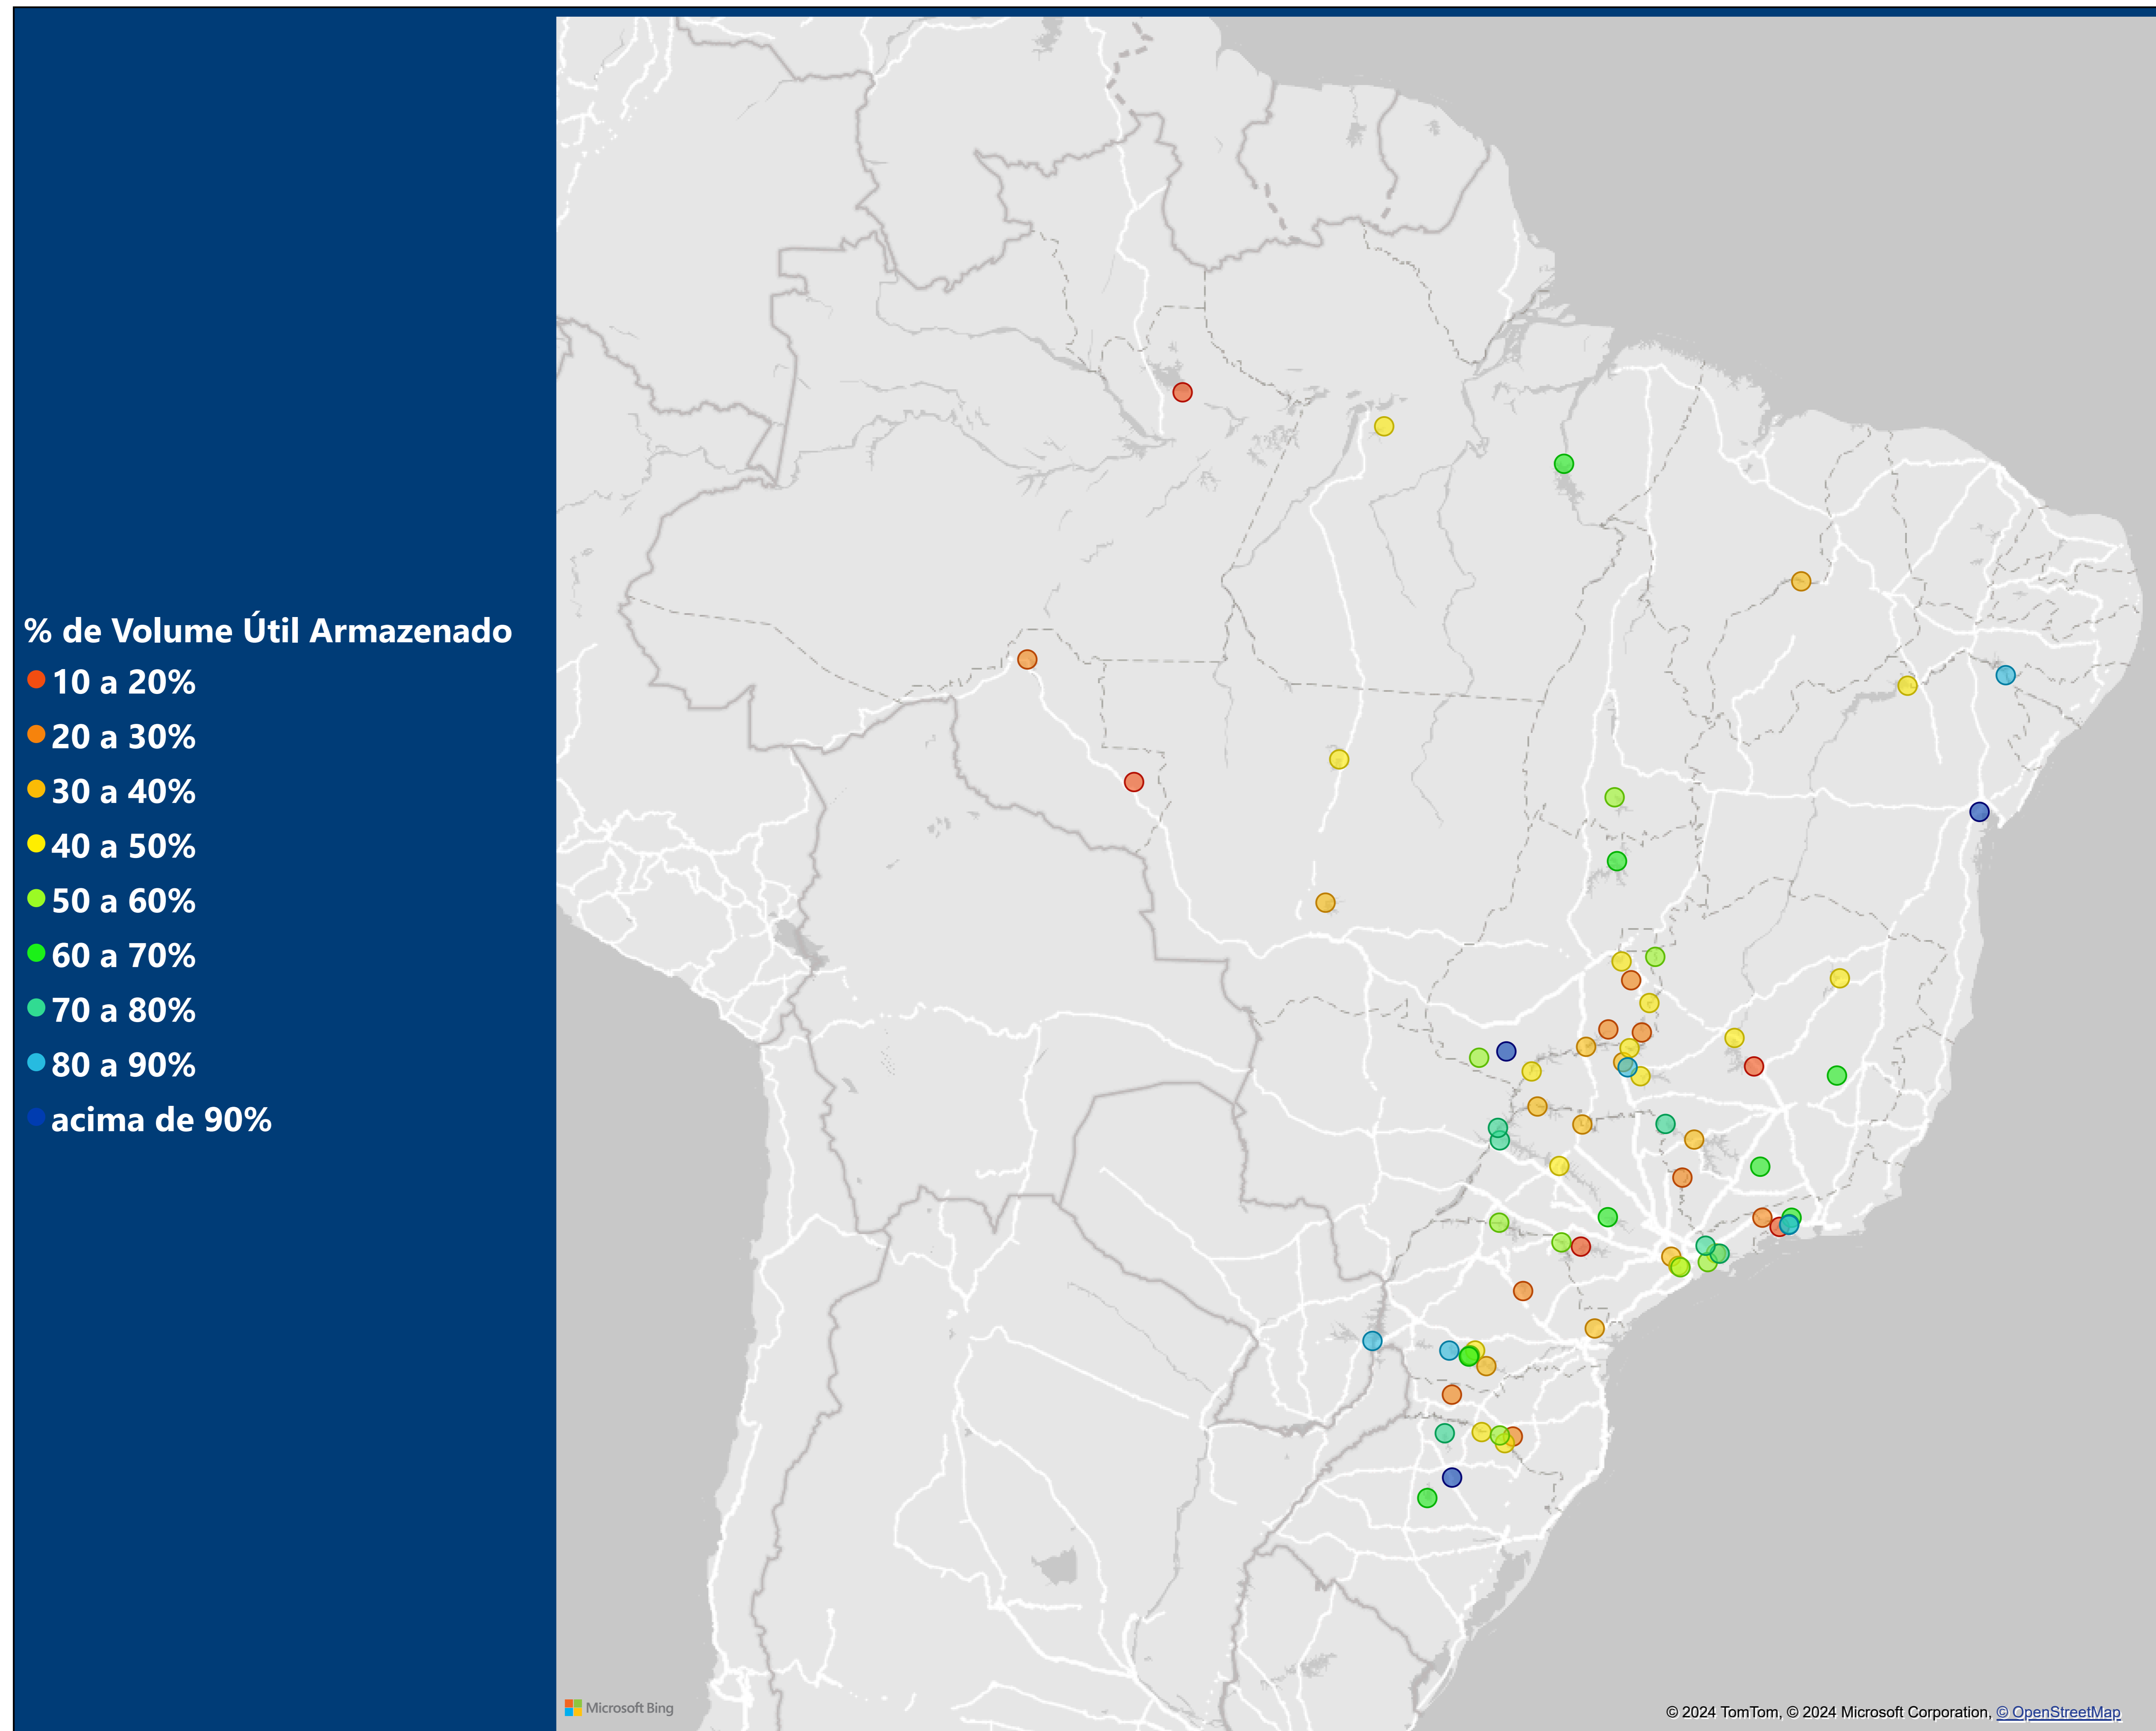 % de Volume Útil Armazenado
10 a 20%
20 a 30%
30 a 40%
40 a 50%
50 a 60%
60 a 70%
70 a 80%
80 a 90%
acima de 90%
Microsoft Bing
© 2024 TomTom, © 2024 Microsoft Corporation, © OpenStreetMap